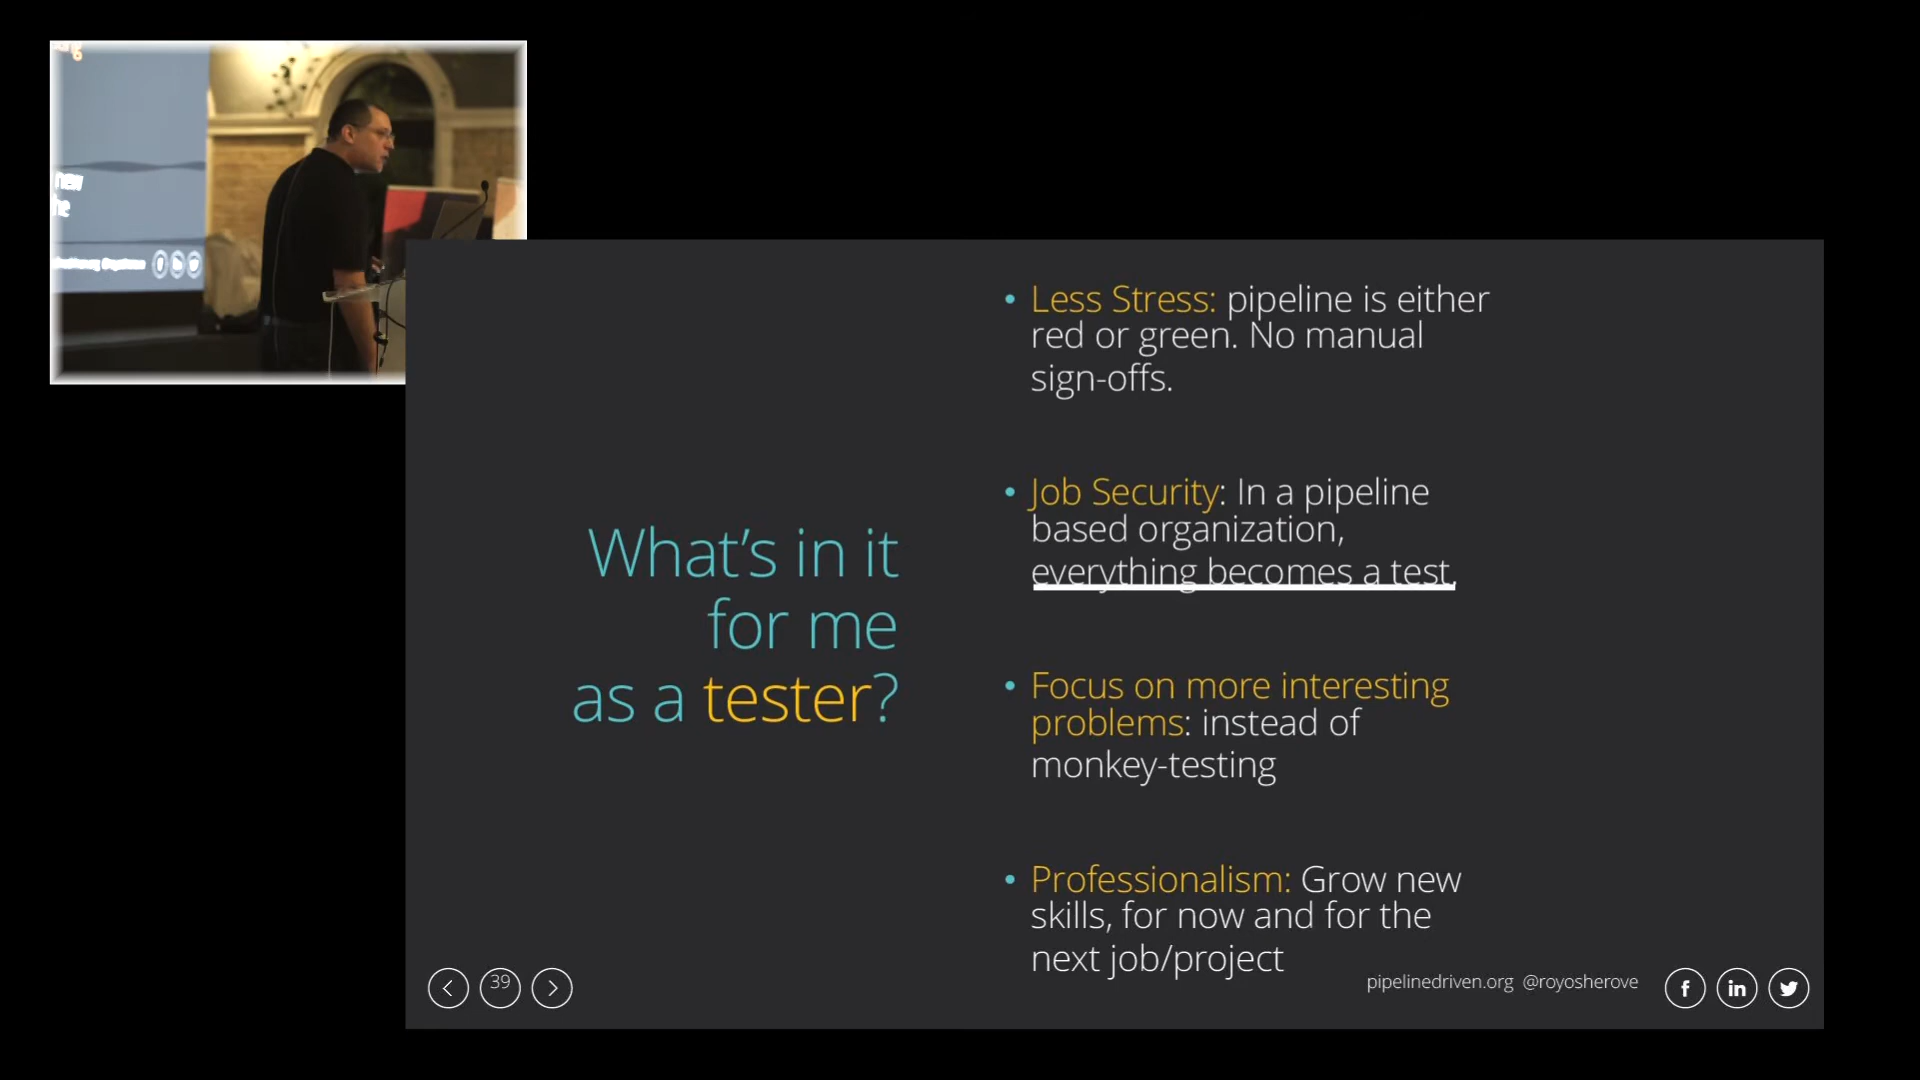 What's in it
for me
as a tester?
• Less Stress: pipeline is either
red or green. No manual
sign-offs.
• Job Security: In a pipeline
based organization,
everything becomes a test.
• Focus on more interesting
problems: instead of
monkey-testing
• Professionalism: Grow new
skills, for now and for the
next job/project
39
pipelinedriven.org @royosherove
f in